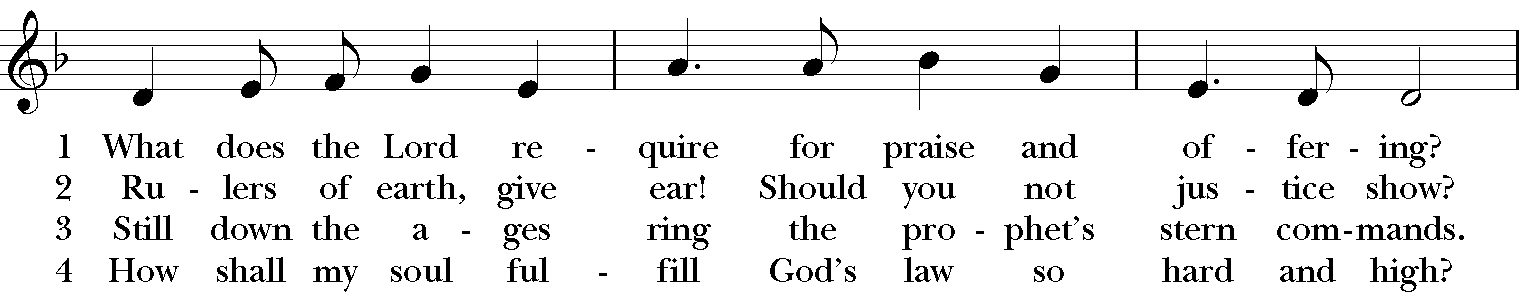 1 What does the Lord re - quire for praise and of - fer - ing?
2 Ru - lers of earth, give ear! Should you not jus - tice show?
3 Still down the a - ges ring the pro - phet's stern com-mands.
4 How shall my soul ful - fill God's law so hard and high?